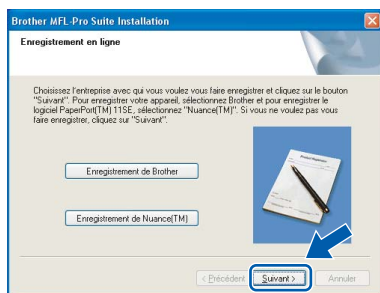 Brother MFL-Pro Suite Installation
Enregistrement en ligne
Choisissez l'entreprise avec qui vous voulez vous faire enregistrer et cliquez sur le bouton
"Suivant". Pour enregistrer votre appareil, sélectionnez Brother et pour enregistrer le
logiciel PaperPort(TM) 11SE, sélectionnez "Nuance(TM)". Si vous ne voulez pas vous
faire enregistrer, cliquez sur "Suivant".
Enregistrement de Brother
Enregistrement de Nuance(TM)
< Précédent
Suivant >
Annuler